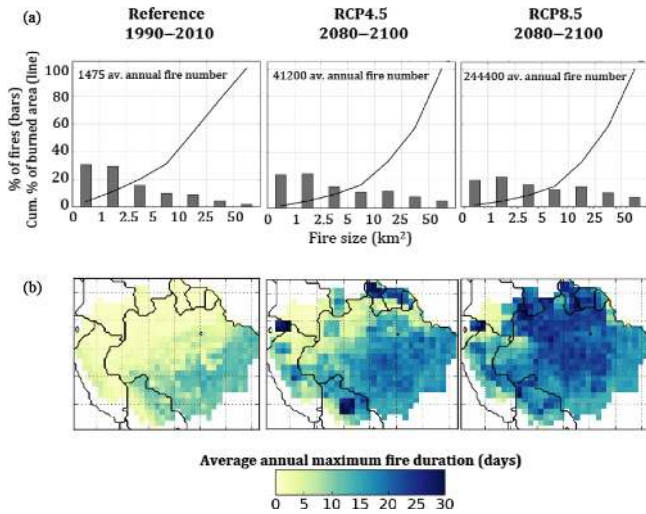 (a)
Reference
1990–2010
RCP4.5
2080–2100
RCP8.5
2080–2100
% of fires (bars)
Cum. % of burned area (line)
100
80
60
40
20
0
1475 av. annual fire number
41200 av. annual fire number
244400 av. annual fire number
0 1 2.5 5 10 25 50
0 1 2.5 5 10 25 50
0 1 2.5 5 10 25 50
Fire size (km²)
(b)
Average annual maximum fire duration (days)
0 5 10 15 20 25 30